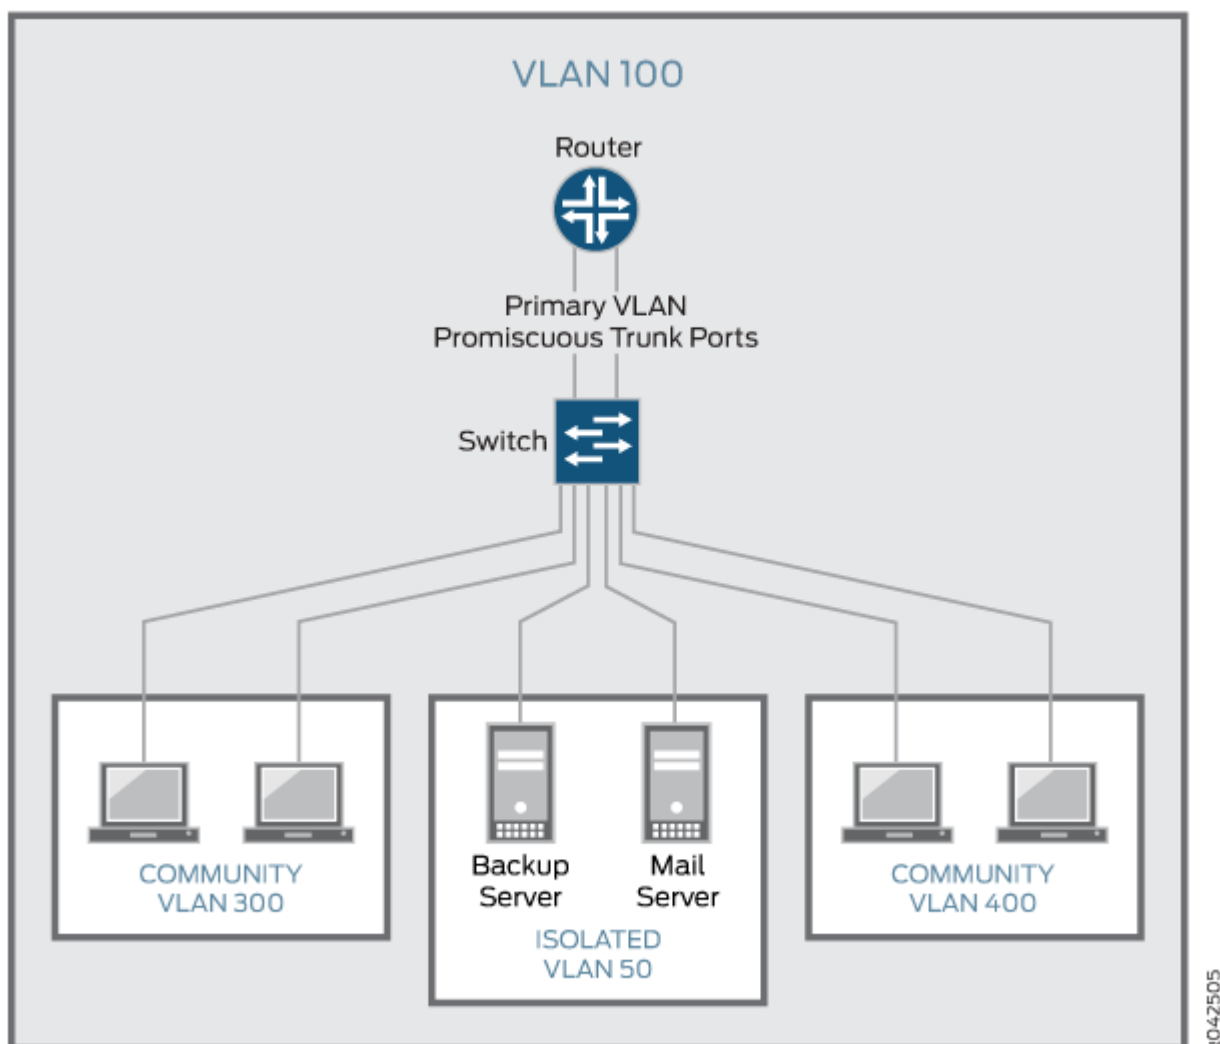 VLAN 100
Router
Primary VLAN
Promiscuous Trunk Ports
Switch
COMMUNITY
VLAN 300
Backup
Server
Mail
Server
ISOLATED
VLAN 50
COMMUNITY
VLAN 400